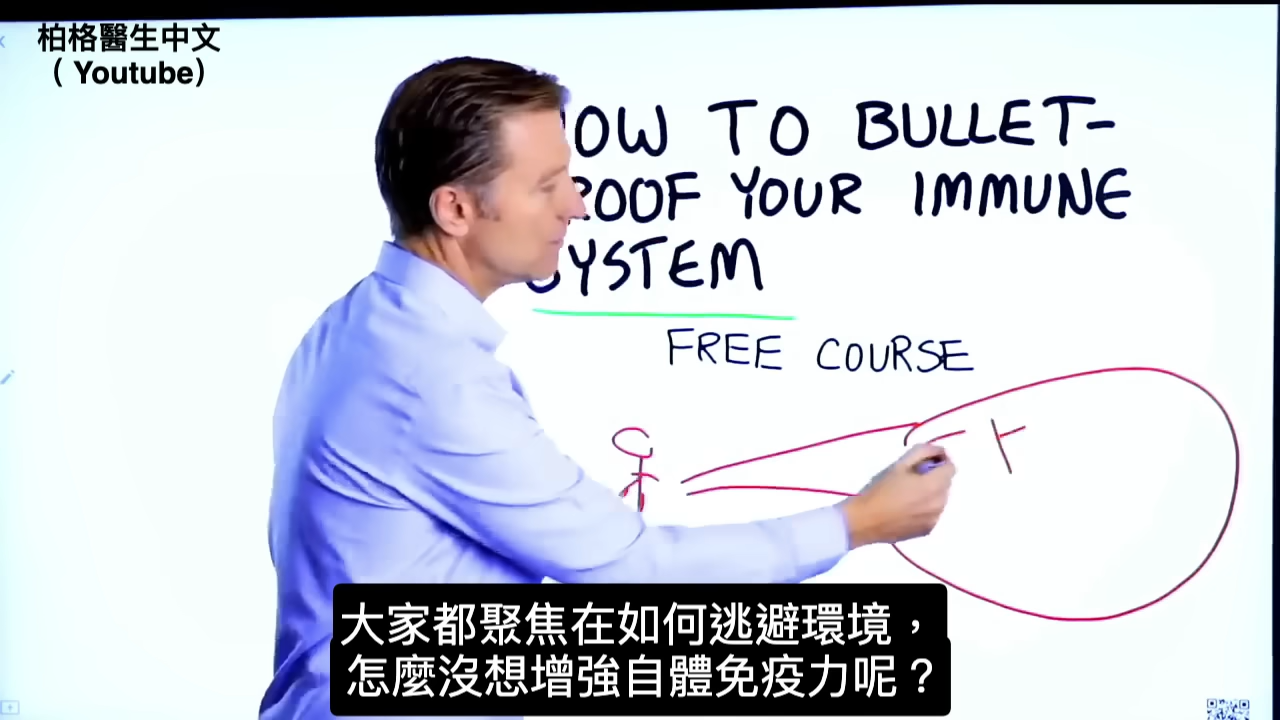 柏格醫生中文
（Youtube）
OW TO BULLET-
ROOF YOUR IMMUNE
SYSTEM
FREE COURSE
大家都聚焦在如何逃避環境，
怎麼沒想增強自體免疫力呢？